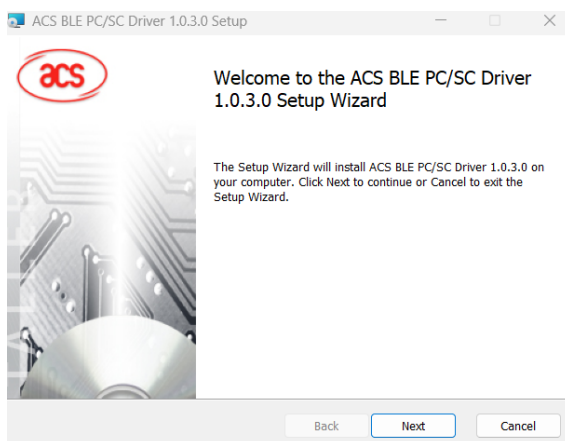 ACS BLE PC/SC Driver 1.0.3.0 Setup
acs
Welcome to the ACS BLE PC/SC Driver
1.0.3.0 Setup Wizard
The Setup Wizard will install ACS BLE PC/SC Driver 1.0.3.0 on
your computer. Click Next to continue or Cancel to exit the
Setup Wizard.
Back Next Cancel